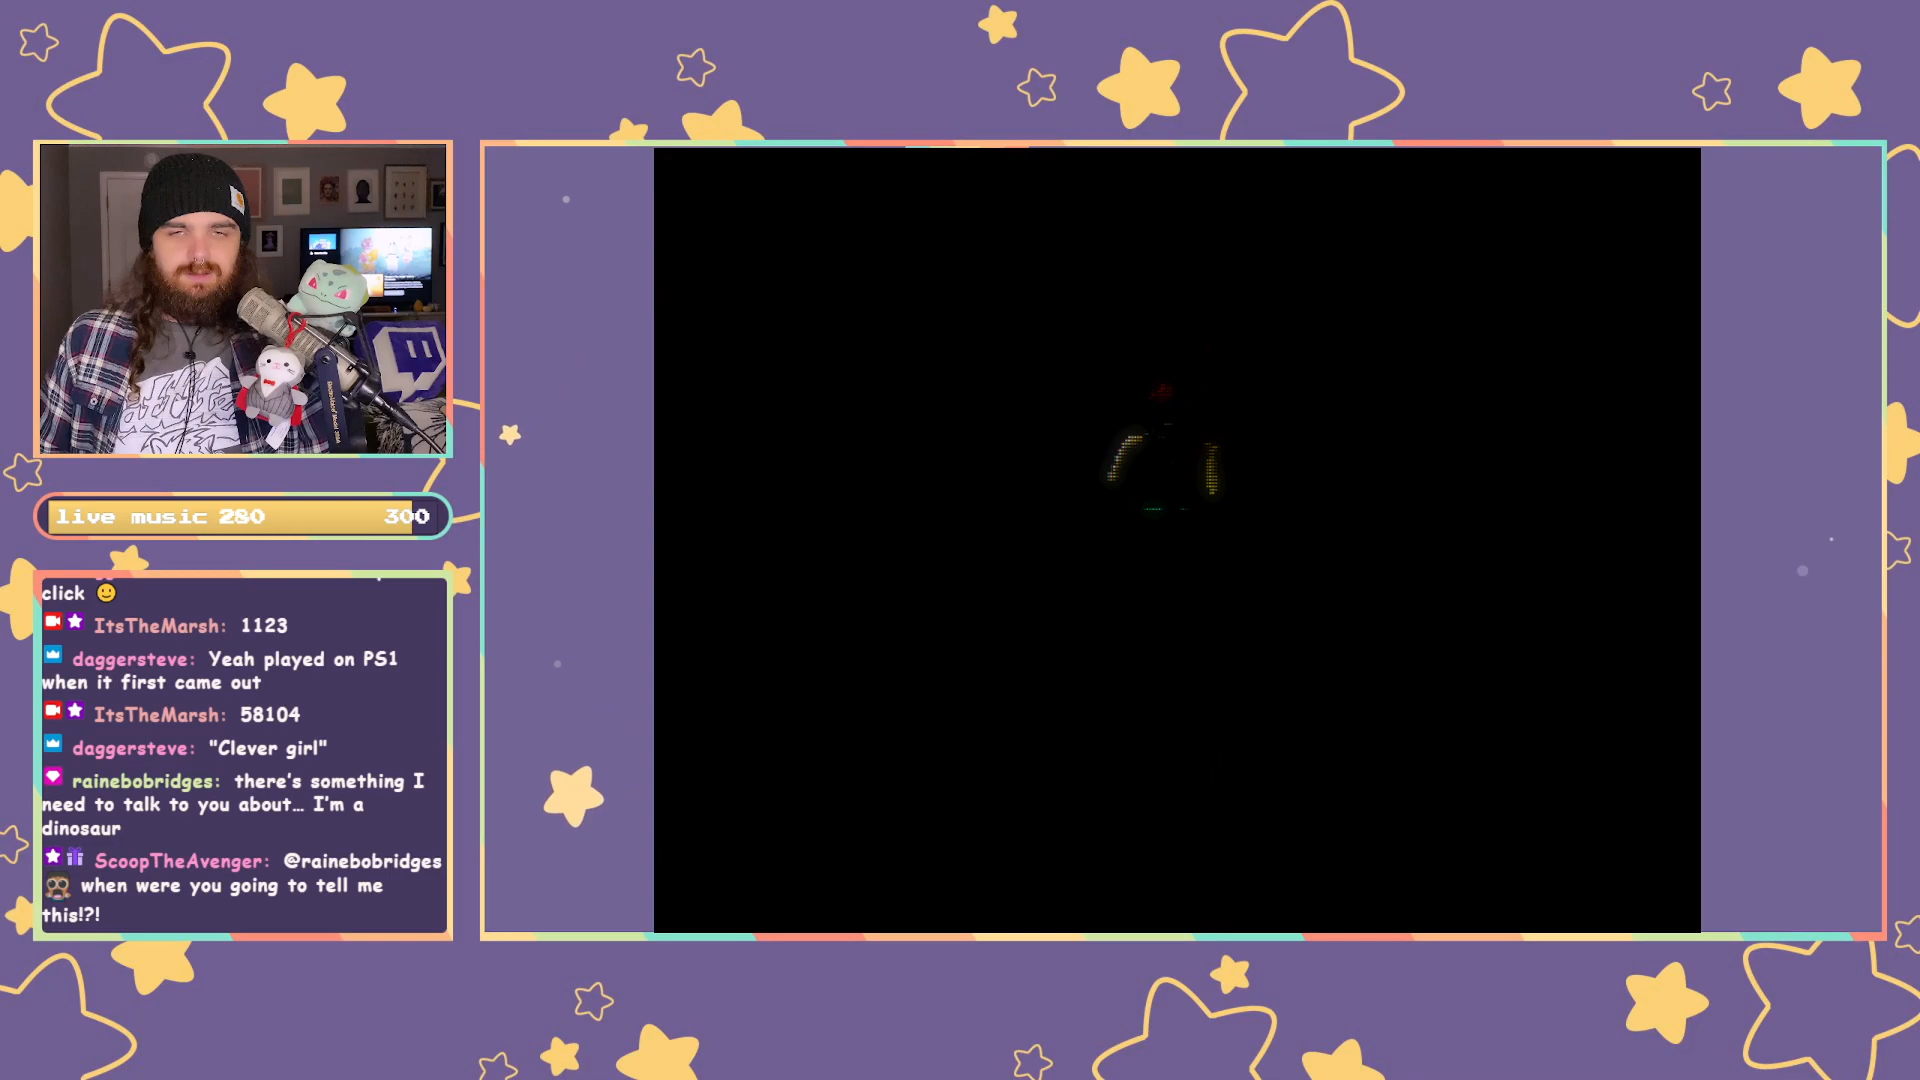 live music 280 300
click
ItsTheMarsh: 1123
daggersteve: Yeah played on PS1
when it first came out
ItsTheMarsh: 58104
daggersteve: "Clever girl"
rainebobridges: there's something I
need to talk to you about... I'm a
dinosaur
ScoopTheAvenger: @rainebobridges
when were you going to tell me
this!?!